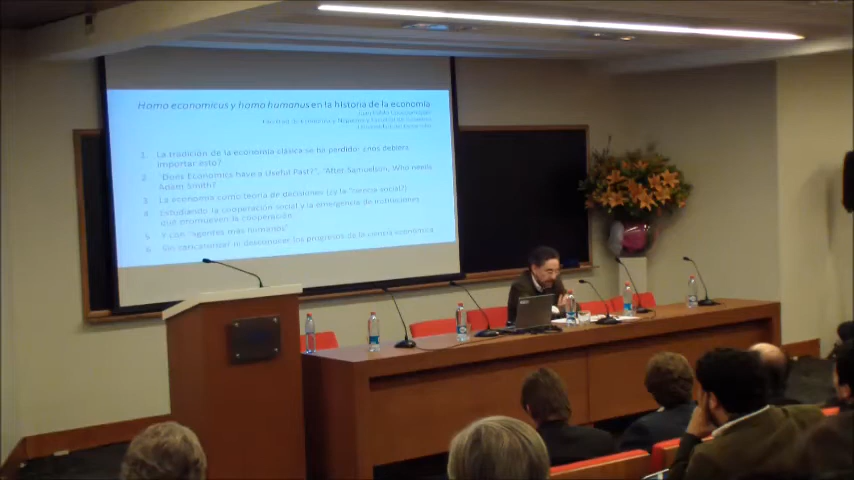 Homo economicus y homo humanus en la historia de la economía
1. La tradición de la economía clásica se ha perdido: ¿nos debiera
importar esto?
2. "Does Economics have a Useful Past?", "After Samuelson, Who needs
Adam Smith?"
3. La economía como teoría de decisiones (¿y la "ciencia social"?)
4. Estudiando la cooperación social y la emergencia de instituciones
que promueven la cooperación.
5. Y con "agentes más humanos"
6. Sin caricaturizar ni desconocer los progresos de la ciencia económica